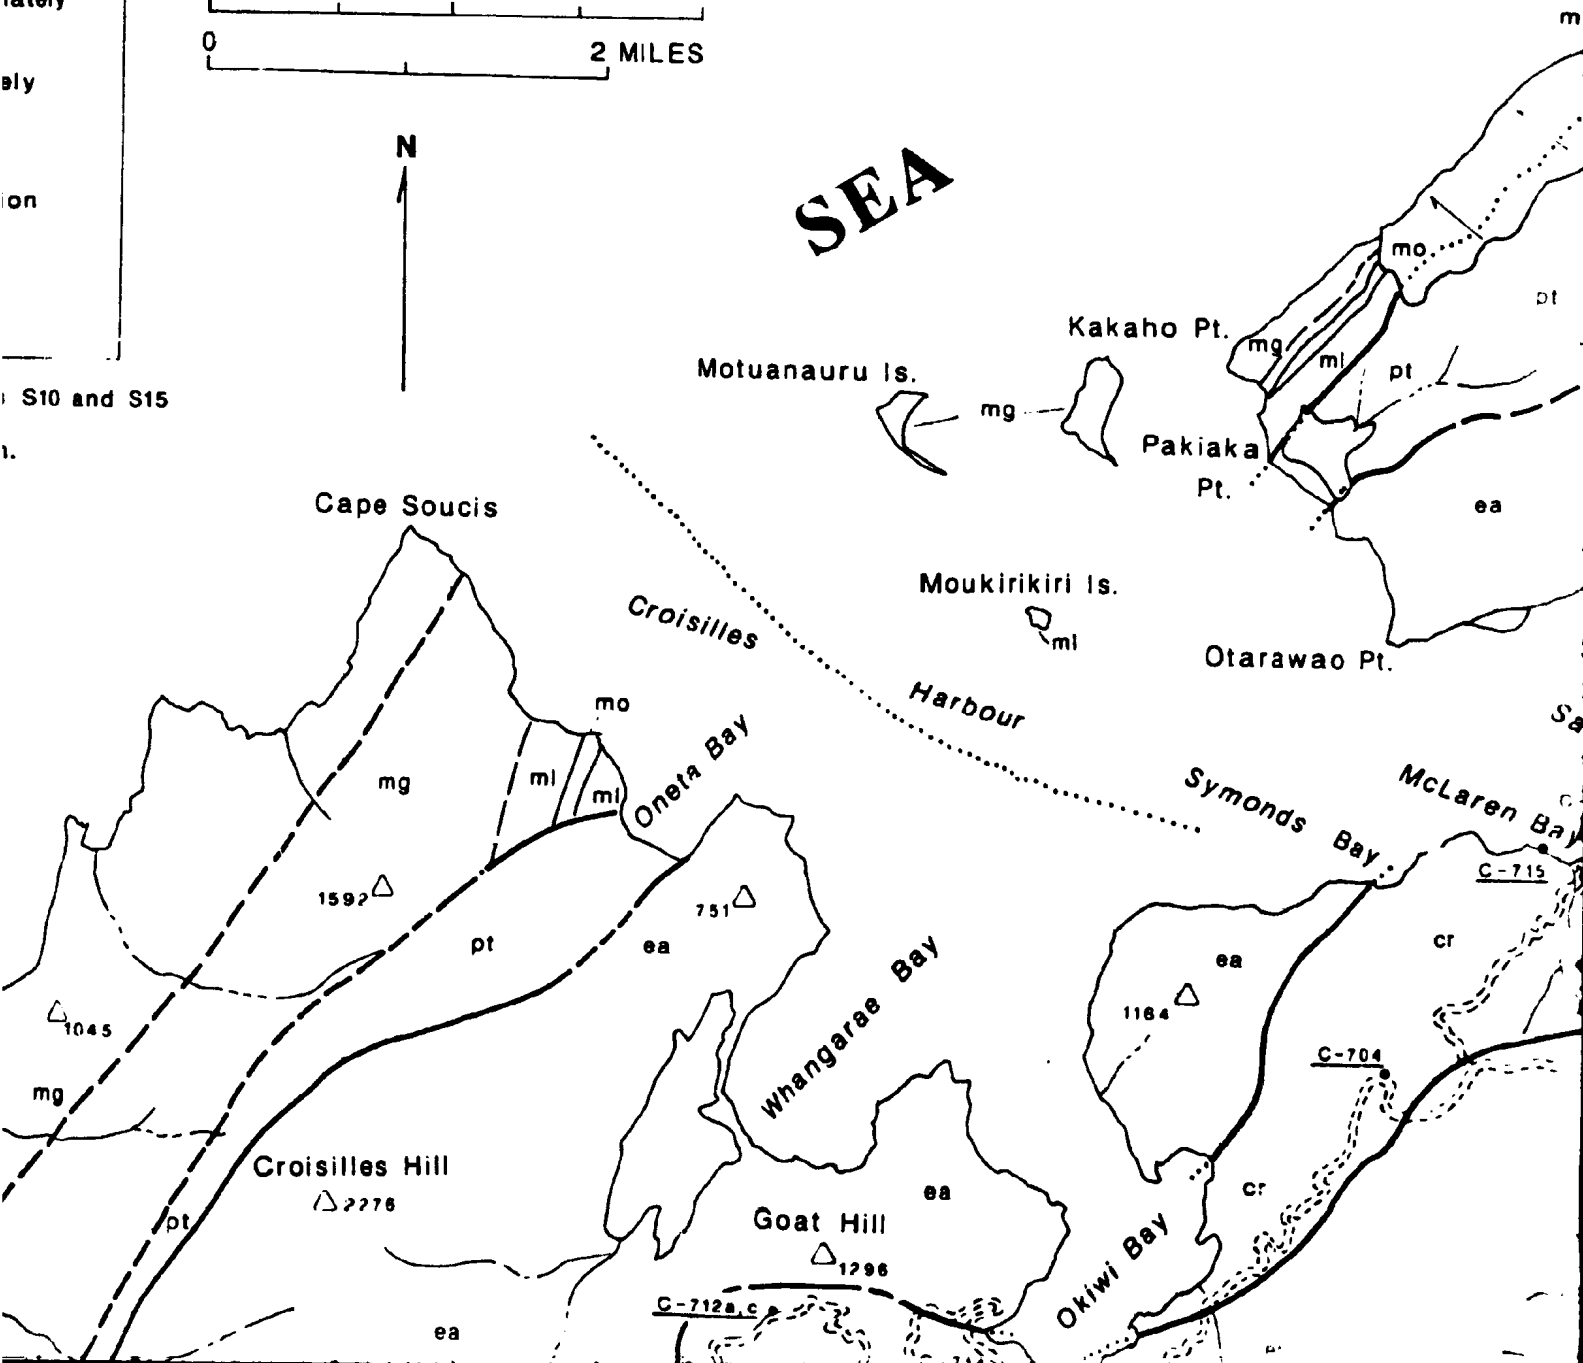 0
2 MILES
N
SEA
ion
S10 and S15
mo
pt
Kakaho Pt.
mg
ml
pt
Motuanauru Is.
mg
Pakiaka
Pt.
ea
Cape Soucis
Moukirikiri Is.
ml
Croisilles
Harbour
Otarawao Pt.
mo
Oneta Bay
mg
ml
ml
Symonds Bay
McLaren Bay
C-715
1592
751
pt
ea
cr
ea
Whangarae Bay
1045
1164
C-704
mg
Croisilles Hill
2276
ea
cr
pt
Goat Hill
1296
Okiwi Bay
C-712a,c
ea